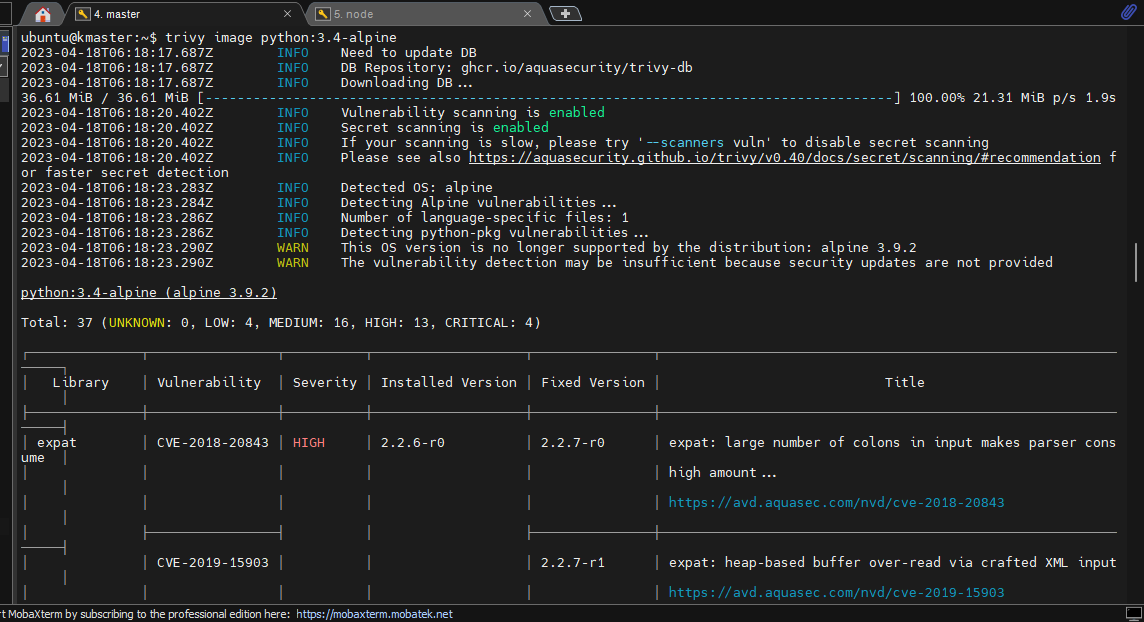 4. master
5. node
ubuntu@kmaster:~$ trivy image python:3.4-alpine
2023-04-18T06:18:17.687Z INFO Need to update DB
2023-04-18T06:18:17.687Z INFO DB Repository: ghcr.io/aquasecurity/trivy-db
2023-04-18T06:18:17.687Z INFO Downloading DB...
36.61 MiB / 36.61 MiB [--------------------------------------------------------------------------------------] 100.00% 21.31 MiB p/s 1.9s
2023-04-18T06:18:20.402Z INFO Vulnerability scanning is enabled
2023-04-18T06:18:20.402Z INFO Secret scanning is enabled
2023-04-18T06:18:20.402Z INFO If your scanning is slow, please try '--scanners vuln' to disable secret scanning
2023-04-18T06:18:20.402Z INFO Please see also https://aquasecurity.github.io/trivy/v0.40/docs/secret/scanning/#recommendation f
or faster secret detection
2023-04-18T06:18:23.283Z INFO Detected OS: alpine
2023-04-18T06:18:23.284Z INFO Detecting Alpine vulnerabilities...
2023-04-18T06:18:23.286Z INFO Number of language-specific files: 1
2023-04-18T06:18:23.286Z INFO Detecting python-pkg vulnerabilities...
2023-04-18T06:18:23.290Z WARN This OS version is no longer supported by the distribution: alpine 3.9.2
2023-04-18T06:18:23.290Z WARN The vulnerability detection may be insufficient because security updates are not provided
python:3.4-alpine (alpine 3.9.2)
Total: 37 (UNKNOWN: 0, LOW: 4, MEDIUM: 16, HIGH: 13, CRITICAL: 4)
Library Vulnerability Severity Installed Version Fixed Version Title
expat CVE-2018-20843 HIGH 2.2.6-r0 2.2.7-r0 expat: large number of colons in input makes parser cons
ume
high amount...
https://avd.aquasec.com/nvd/cve-2018-20843
CVE-2019-15903 2.2.7-r1 expat: heap-based buffer over-read via crafted XML input
https://avd.aquasec.com/nvd/cve-2019-15903
rt MobaXterm by subscribing to the professional edition here: https://mobaxterm.mobatek.net